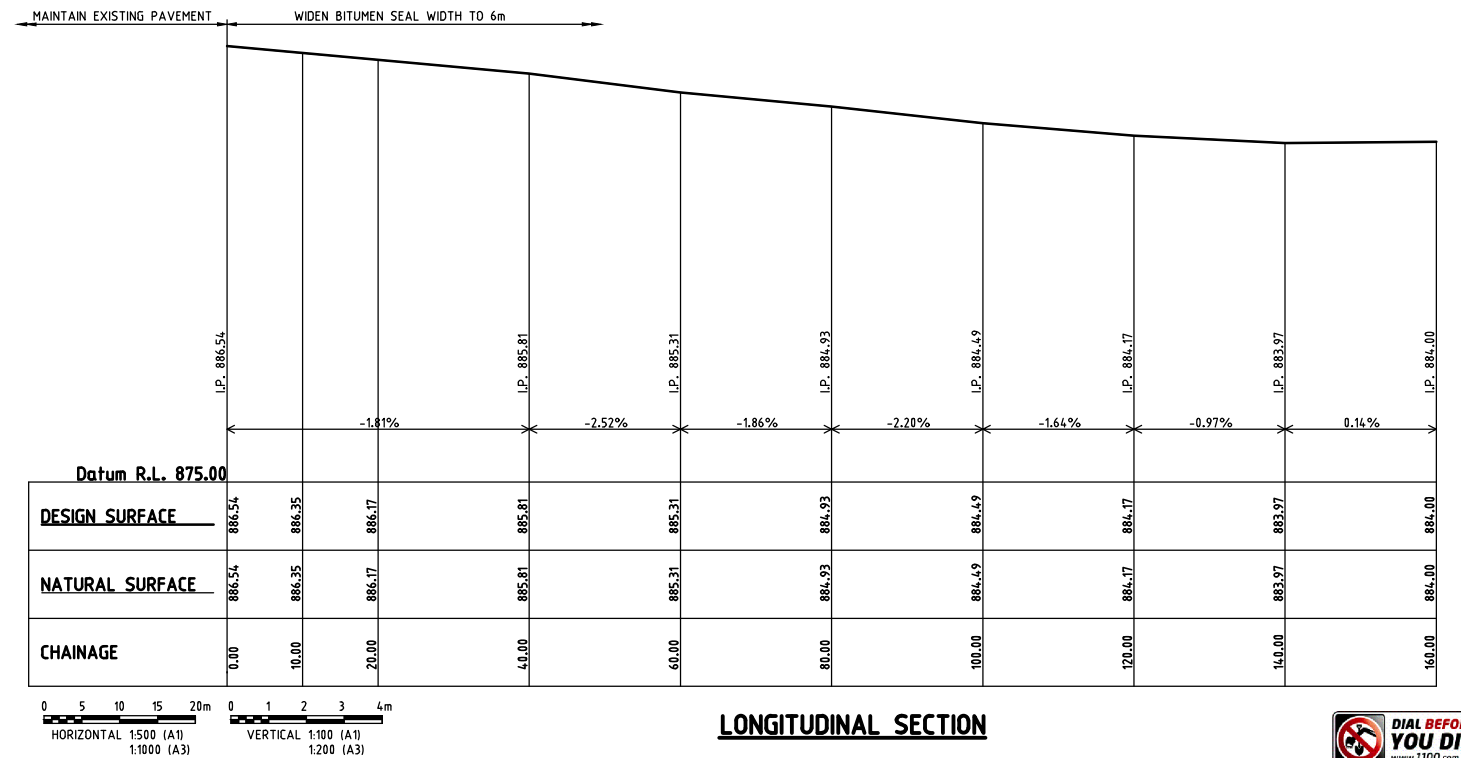 MAINTAIN EXISTING PAVEMENT
WIDEN BITUMEN SEAL WIDTH TO 6m
I.P. 886.54
I.P. 885.81
I.P. 885.31
I.P. 884.93
I.P. 884.49
I.P. 884.17
I.P. 883.97
I.P. 884.00
-1.81%
-2.52%
-1.86%
-2.20%
-1.64%
-0.97%
0.14%
Datum R.L. 875.00
DESIGN SURFACE 886.54 886.35 886.17 885.81 885.31 884.93 884.49 884.17 883.97 884.00
NATURAL SURFACE 886.54 886.35 886.17 885.81 885.31 884.93 884.49 884.17 883.97 884.00
CHAINAGE 0.00 10.00 20.00 40.00 60.00 80.00 100.00 120.00 140.00 160.00
0 5 10 15 20m
HORIZONTAL 1:500 (A1)
1:1000 (A3)
0 1 2 3 4m
VERTICAL 1:100 (A1)
1:200 (A3)
LONGITUDINAL SECTION
DIAL BEFO
YOU DI